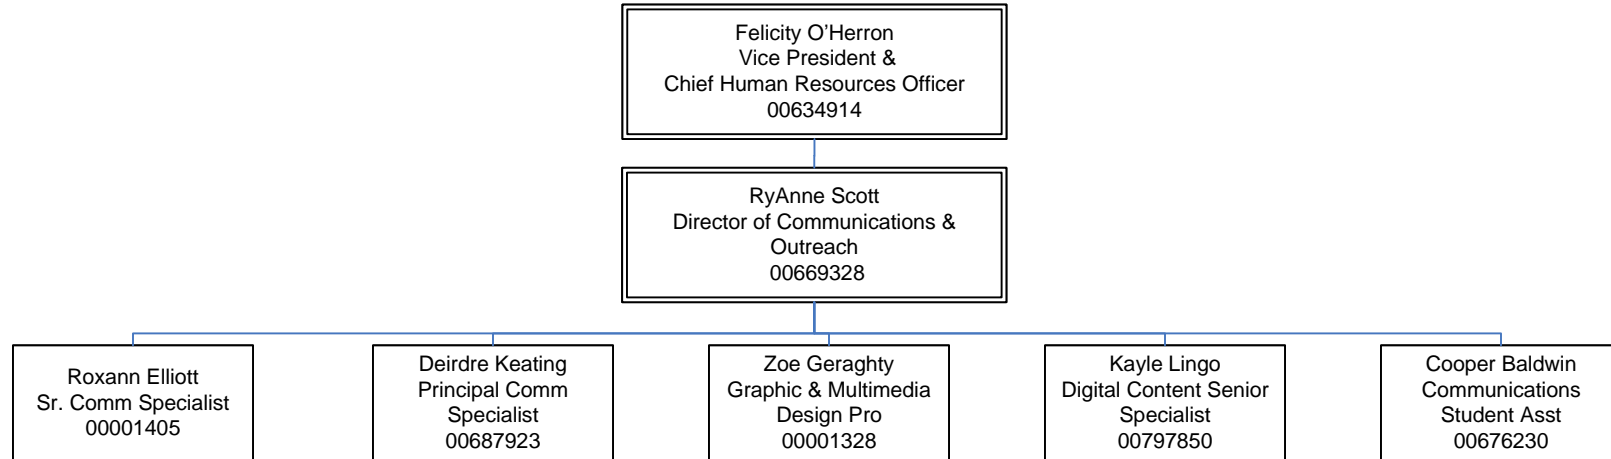 Felicity O’Herron
Vice President &
Chief Human Resources Officer
00634914
RyAnne Scott
Director of Communications &
Outreach
00669328
Roxann Elliott
Sr. Comm Specialist
00001405
Deirdre Keating
Principal Comm
Specialist
00687923
Zoe Geraghty
Graphic & Multimedia
Design Pro
00001328
Kayle Lingo
Digital Content Senior
Specialist
00797850
Cooper Baldwin
Communications
Student Asst
00676230